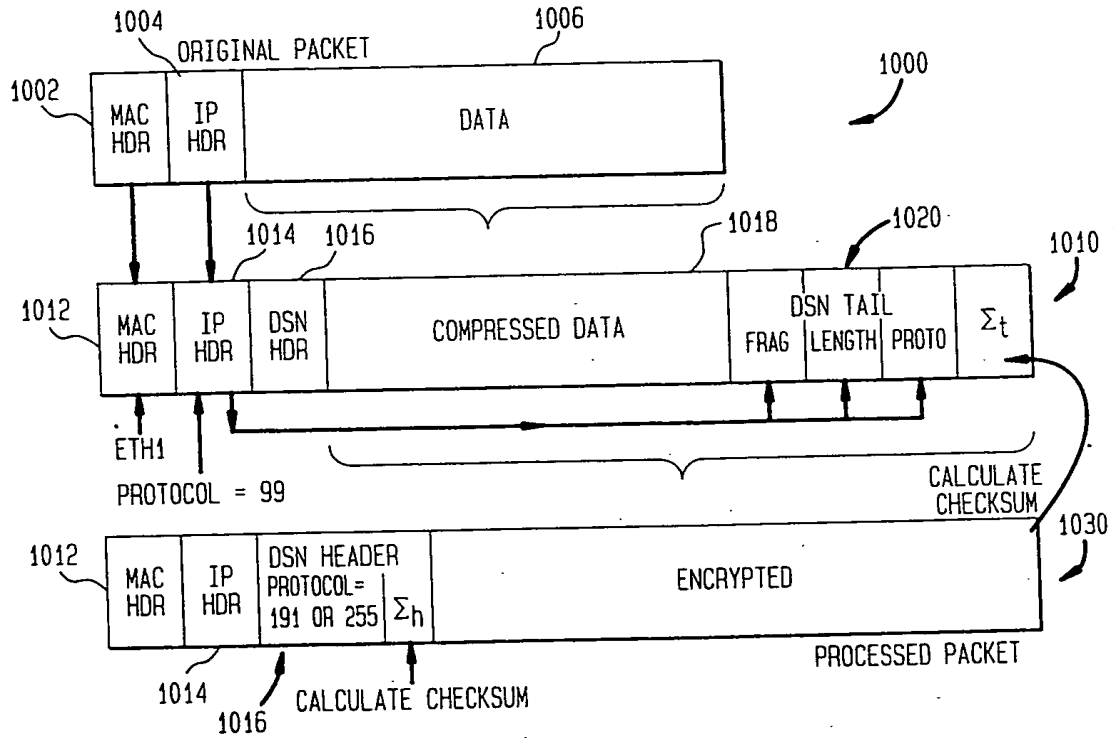 1004
ORIGINAL PACKET
1006
1002
1000
MAC
HDR
IP
HDR
DATA
1014
1016
1018
1020
1010
1012
MAC
HDR
IP
HDR
DSN
HDR
COMPRESSED DATA
DSN TAIL
FRAG
LENGTH
PROTO
Σt
ETH1
PROTOCOL = 99
CALCULATE
CHECKSUM
1030
1012
MAC
HDR
IP
HDR
DSN HEADER
PROTOCOL=
191 OR 255
Σh
ENCRYPTED
PROCESSED PACKET
1014
1016
CALCULATE CHECKSUM